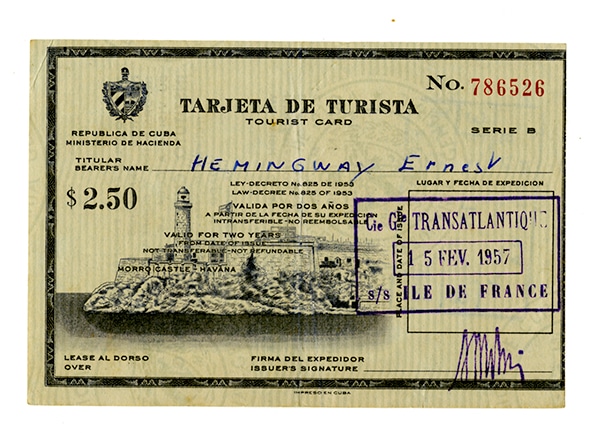 No. 786526
TARJETA DE TURISTA
TOURIST CARD
REPUBLICA DE CUBA
MINISTERIO DE HACIENDA
SERIE B
TITULAR
BEARER'S NAME
HEMINGWAY Ernest
LEY-DECRETO No. 825 DE 1953
LAW-DECREE No. 825 OF 1953
LUGAR Y FECHA DE EXPEDICION
$2.50
VALIDA POR DOS AÑOS
A PARTIR DE LA FECHA DE SU EXPEDICION
INTRANSFERIBLE-NO REEMBOLSABLE
VALID FOR TWO YEARS
FROM DATE OF ISSUE
NOT TRANSFERABLE-NOT REFUNDABLE
MORRO CASTLE-HAVANA
PLACE AND DATE OF ISSUE
Cie Gle TRANSATLANTIQUE
15 FEV. 1957
s/s ILE DE FRANCE
LEASE AL DORSO
OVER
FIRMA DEL EXPEDIDOR
ISSUER'S SIGNATURE
IMPRESO EN CUBA